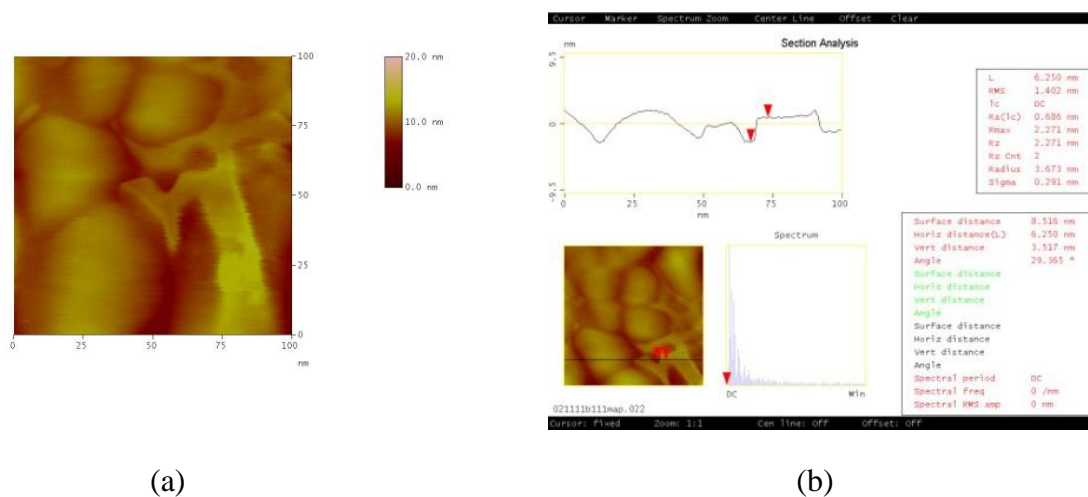 100
75
50
25
0
0 25 50 75 100
nm
20.0 nm
10.0 nm
0.0 nm
Cursor Marker Spectrum Zoom Center Line Offset Clear
nm
Section Analysis
9.5
0
-9.5
0 25 50 75 100
nm
L 6.250 nm
RMS 1.402 nm
lc DC
Ra(lc) 0.686 nm
Rmax 2.271 nm
Rz 2.271 nm
Rz Cnt 2
Radius 3.673 nm
Sigma 0.291 nm
Surface distance 8.516 nm
Horiz distance(L) 6.250 nm
Vert distance 3.517 nm
Angle 29.365 °
Surface distance
Horiz distance
Vert distance
Angle
Surface distance
Horiz distance
Vert distance
Angle
Spectral period DC
Spectral freq 0 /nm
Spectral RMS amp 0 nm
Spectrum
DC Min
021111b111map.022
Cursor: fixed Zoom: 1:1 Cen line: Off Offset: Off
(a) (b)